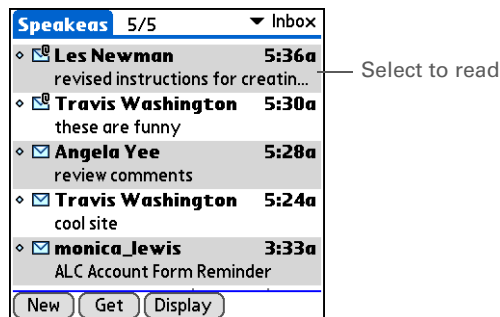 Speakeas 5/5 Inbox
Les Newman 5:36a
revised instructions for creatin...
Select to read
Travis Washington 5:30a
these are funny
Angela Yee 5:28a
review comments
Travis Washington 5:24a
cool site
monica_lewis 3:33a
ALC Account Form Reminder
New Get Display